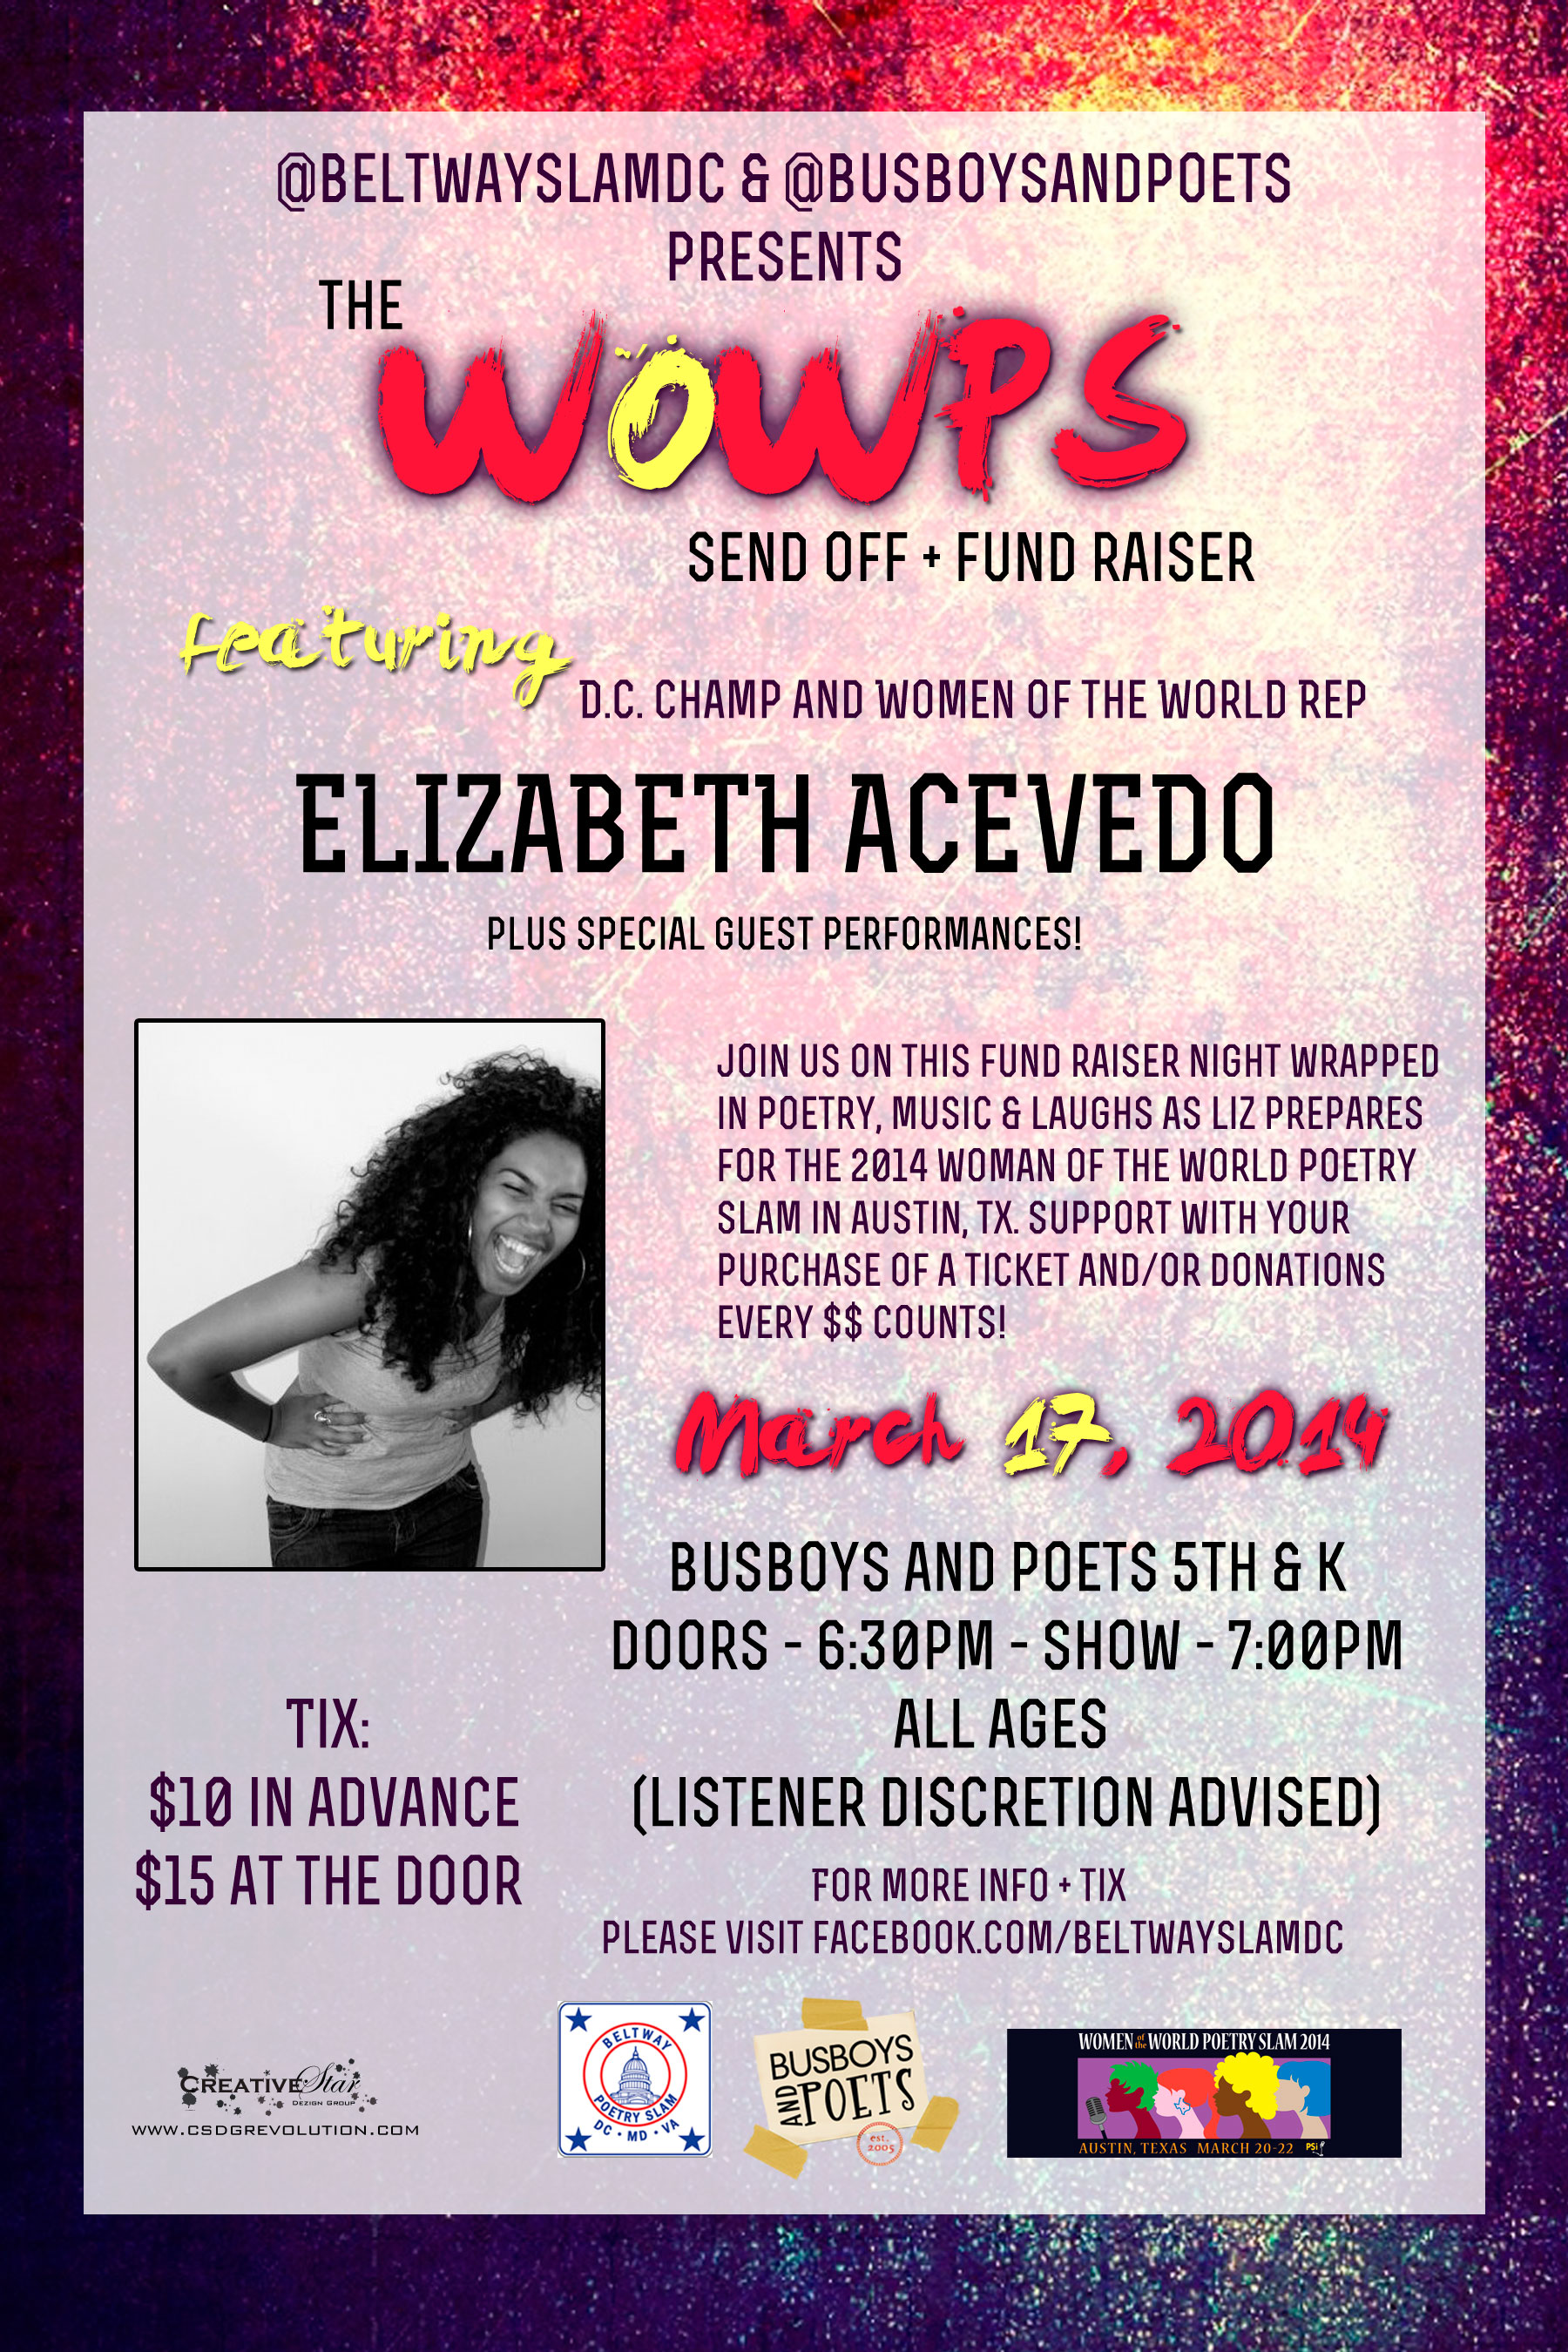 @BELTWAYSLAMDC & @BUSBOYSANDPOETS
PRESENTS
THE
WOWPS
SEND OFF + FUND RAISER
featuring
D.C. CHAMP AND WOMEN OF THE WORLD REP
ELIZABETH ACEVEDO
PLUS SPECIAL GUEST PERFORMANCES!
JOIN US ON THIS FUND RAISER NIGHT WRAPPED
IN POETRY, MUSIC & LAUGHS AS LIZ PREPARES
FOR THE 2014 WOMAN OF THE WORLD POETRY
SLAM IN AUSTIN, TX. SUPPORT WITH YOUR
PURCHASE OF A TICKET AND/OR DONATIONS
EVERY $$ COUNTS!
March 17, 2014
BUSBOYS AND POETS 5TH & K
DOORS - 6:30PM - SHOW - 7:00PM
ALL AGES
(LISTENER DISCRETION ADVISED)
TIX:
$10 IN ADVANCE
$15 AT THE DOOR
FOR MORE INFO + TIX
PLEASE VISIT FACEBOOK.COM/BELTWAYSLAMDC
CREATIVE Star
DEZIGN GROUP
WWW.CSDGREVOLUTION.COM
BELTWAY
POETRY SLAM
DC • MD • VA
BUSBOYS
AND POETS
est.
2005
WOMEN of the WORLD POETRY SLAM 2014
AUSTIN, TEXAS MARCH 20-22 PSi